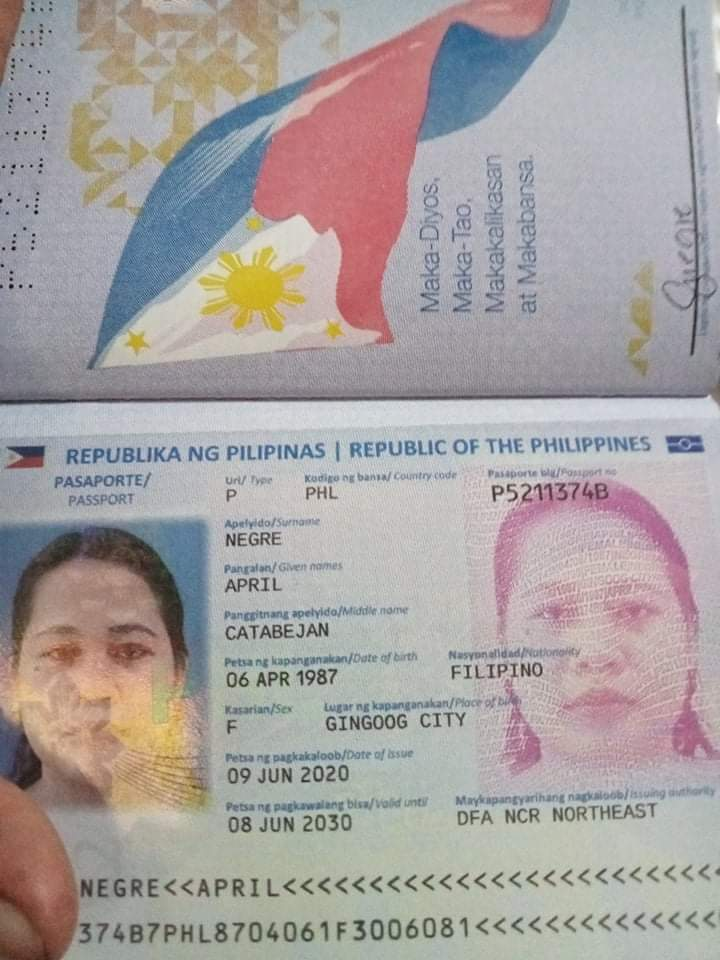 Maka-Diyos,
Maka-Tao,
Makakalikasan
at Makabansa.
REPUBLIKA NG PILIPINAS | REPUBLIC OF THE PHILIPPINES
PASAPORTE/
PASSPORT
Uri/ Type
P
Kodigo ng bansa/ Country code
PHL
Pasaporte blg/Passport no
P5211374B
Apelyido/Surname
NEGRE
Pangalan/ Given names
APRIL
Panggitnang apelyido/Middle name
CATABEJAN
Petsa ng kapanganakan/Date of birth
06 APR 1987
Nasyonalidad/Nationality
FILIPINO
Kasarian/Sex
F
Lugar ng kapanganakan/Place of birth
GINGOOG CITY
Petsa ng pagkakaloob/Date of issue
09 JUN 2020
Petsa ng pagkawalang bisa/Valid until
08 JUN 2030
Maykapangyarihang nagkaloob/Issuing authority
DFA NCR NORTHEAST
NEGRE<<APRIL<<<<<<<<<<<<<<<<<<<<<<<<<<
374B7PHL8704061F3006081<<<<<<<<<<<<<<